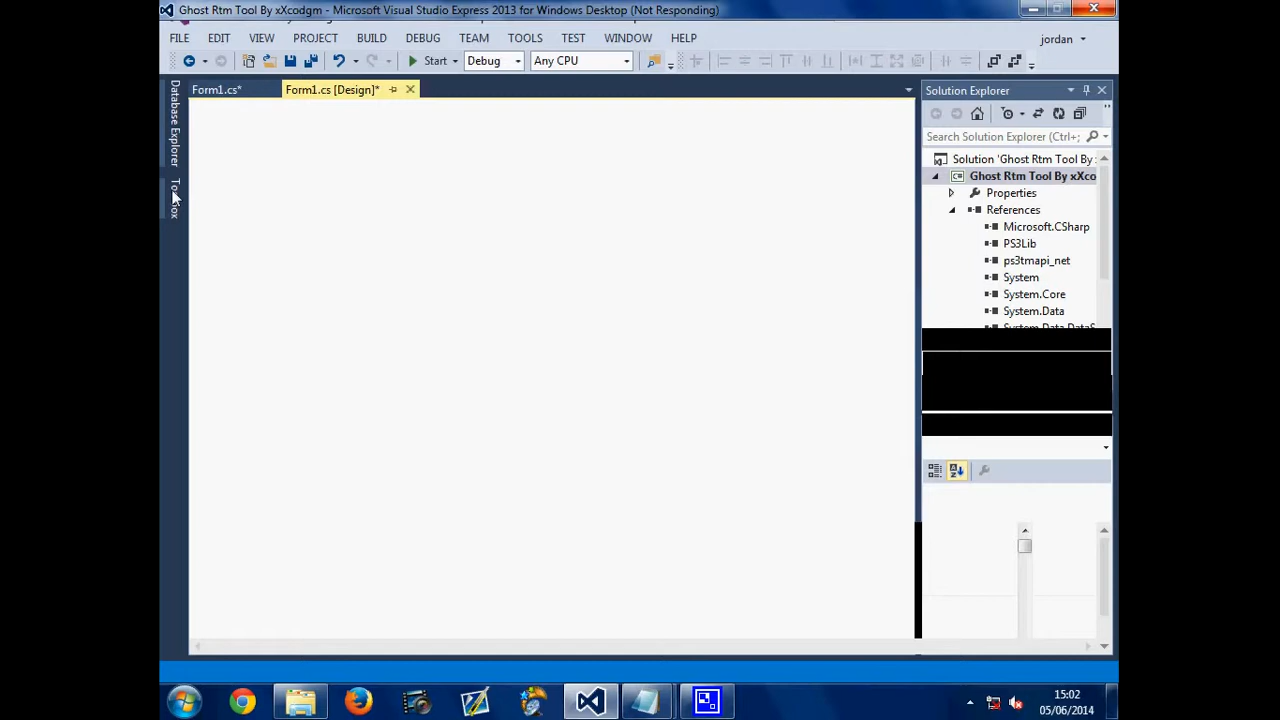 Ghost Rtm Tool By xXcodgm - Microsoft Visual Studio Express 2013 for Windows Desktop (Not Responding)
FILE EDIT VIEW PROJECT BUILD DEBUG TEAM TOOLS TEST WINDOW HELP jordan
Start Debug Any CPU
Form1.cs* Form1.cs [Design]* Solution Explorer
Database Explorer
Search Solution Explorer (Ctrl+;
Solution 'Ghost Rtm Tool By
Ghost Rtm Tool By xXco
Properties
References
Microsoft.CSharp
PS3Lib
ps3tmapi_net
System
System.Core
System.Data
System.Data.DataS
15:02
05/06/2014